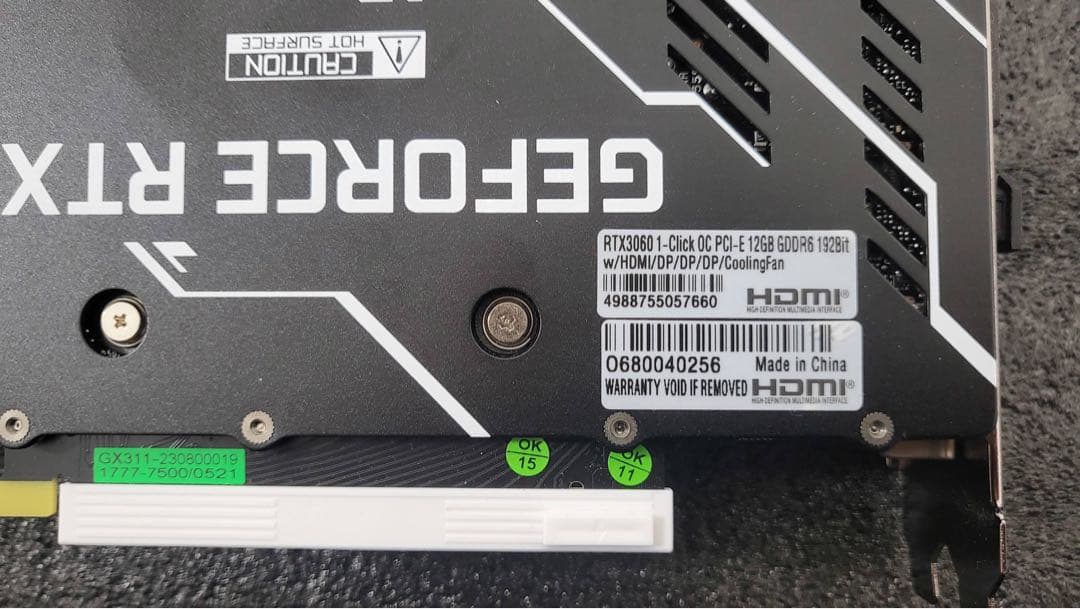 CAUTION
HOT SURFACE
GEFORCE RTX
RTX3060 1-Click OC PCI-E 12GB GDDR6 192Bit
w/HDMI/DP/DP/DP/CoolingFan
4988755057660
HDMI®
HIGH-DEFINITION MULTIMEDIA INTERFACE
O680040256
Made in China
WARRANTY VOID IF REMOVED
HDMI®
HIGH-DEFINITION MULTIMEDIA INTERFACE
GX311-230800019
1777-7500/0521
OK
15
OK
11